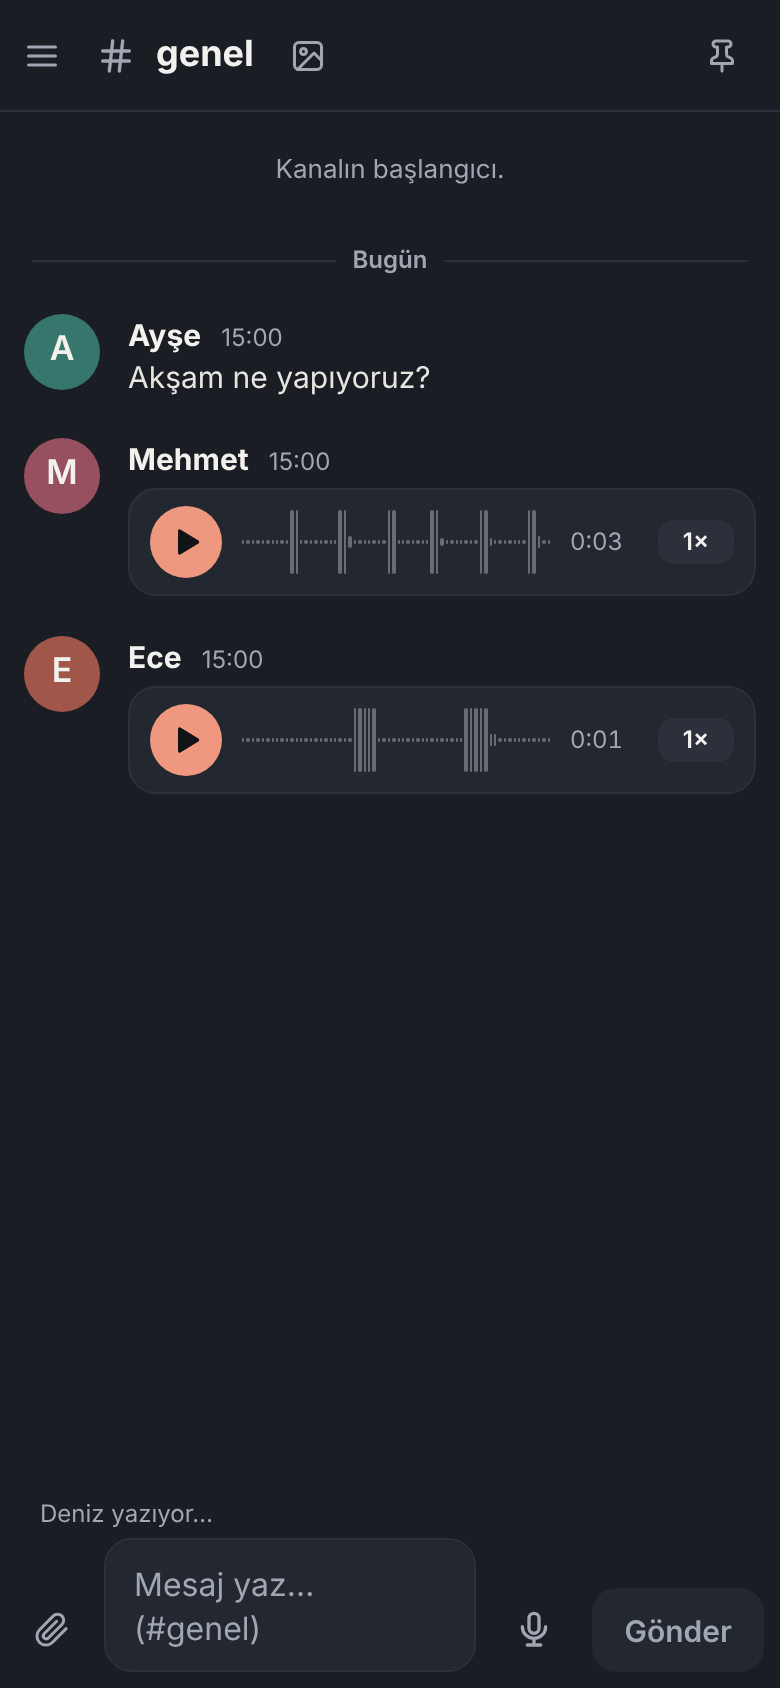 # genel
Kanalın başlangıcı.
Bugün
A
Ayşe 15:00
Akşam ne yapıyoruz?
M
Mehmet 15:00
0:03 1×
E
Ece 15:00
0:01 1×
Deniz yazıyor...
Mesaj yaz...
(#genel)
Gönder